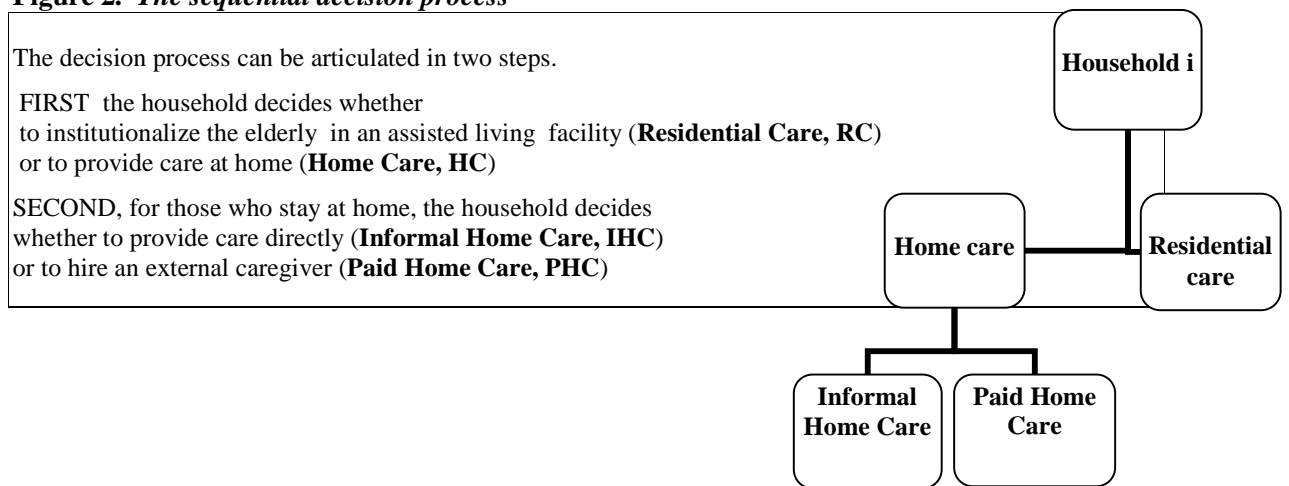 Figure 2. The sequential decision process
The decision process can be articulated in two steps.
FIRST the household decides whether
to institutionalize the elderly in an assisted living facility (Residential Care, RC)
or to provide care at home (Home Care, HC)
SECOND, for those who stay at home, the household decides
whether to provide care directly (Informal Home Care, IHC)
or to hire an external caregiver (Paid Home Care, PHC)
Household i
Home care
Residential
care
Informal
Home Care
Paid Home
Care